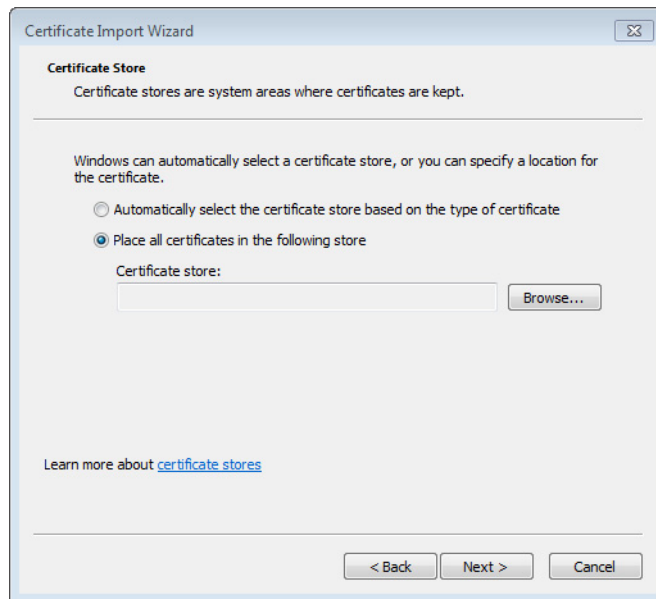 Certificate Import Wizard
Certificate Store
Certificate stores are system areas where certificates are kept.
Windows can automatically select a certificate store, or you can specify a location for
the certificate.
Automatically select the certificate store based on the type of certificate
Place all certificates in the following store
Certificate store:
Browse...
Learn more about certificate stores
< Back
Next >
Cancel